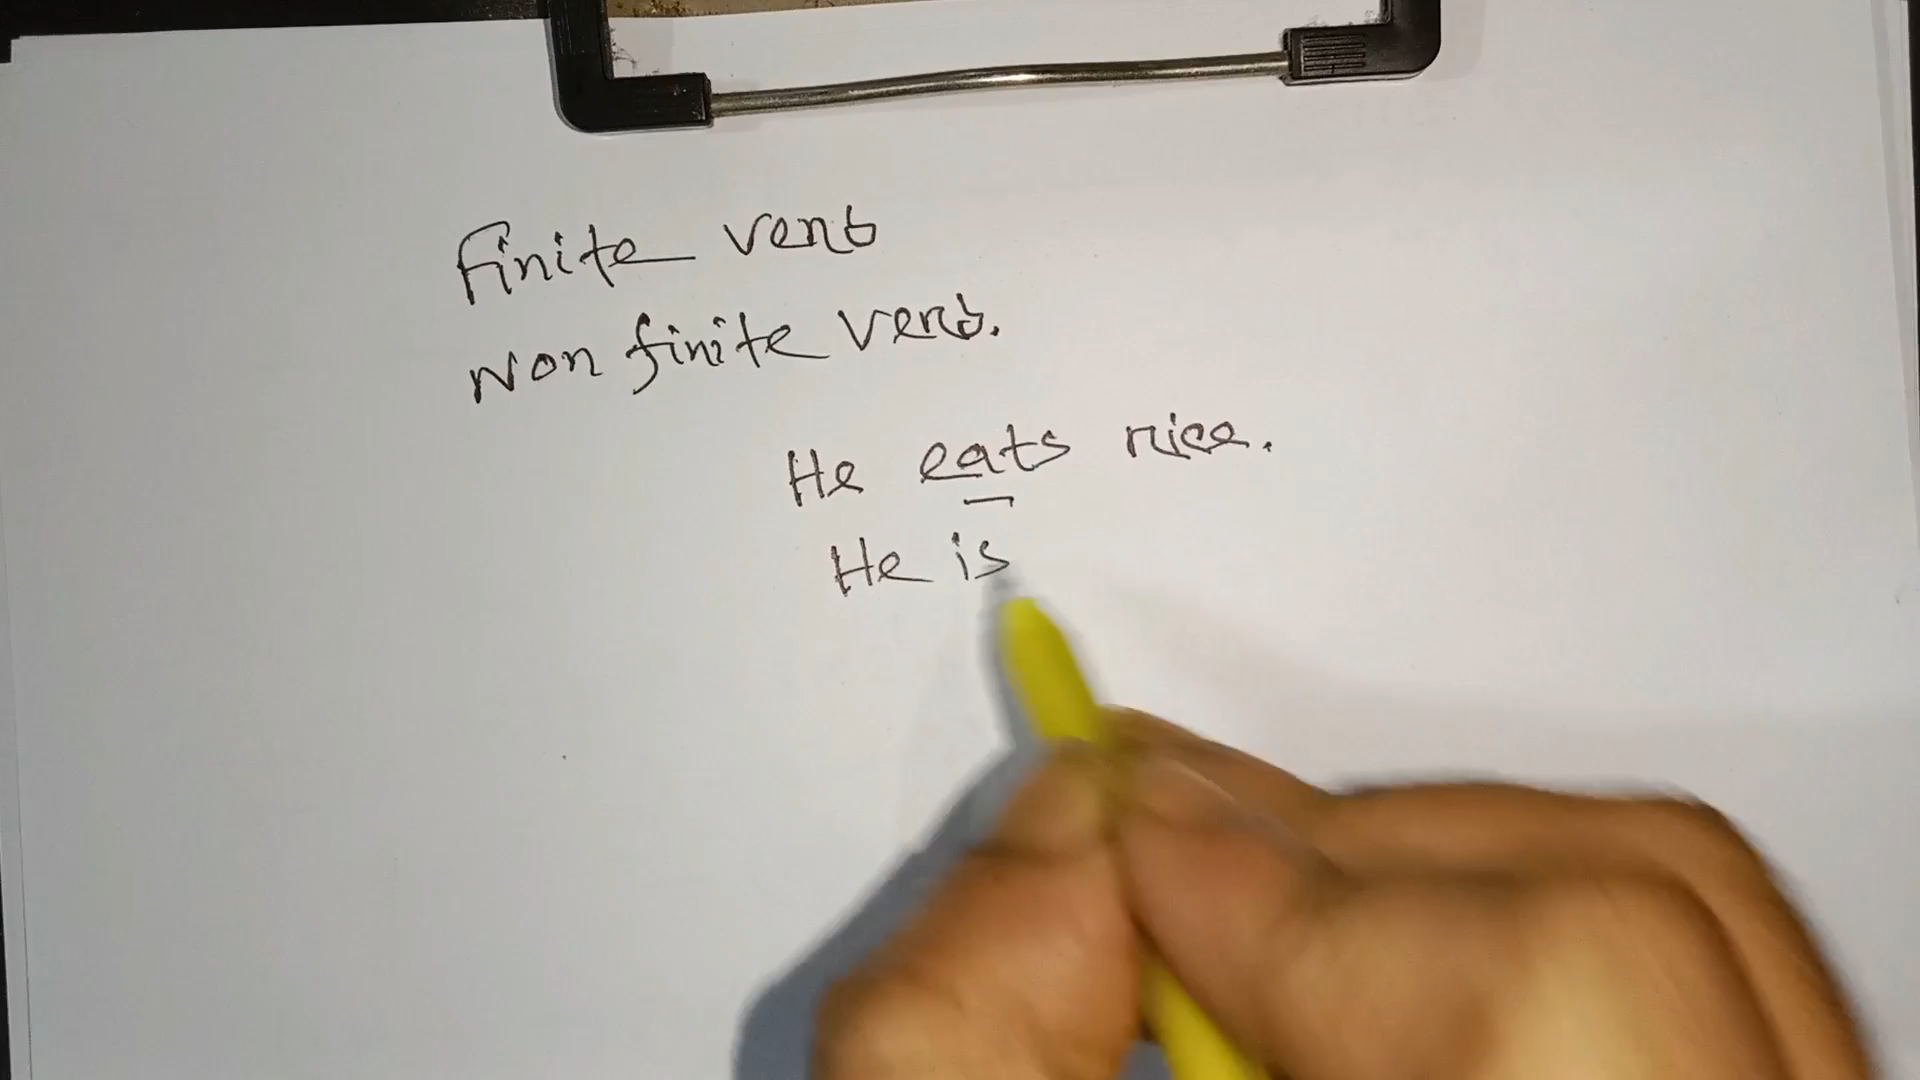 Finite verb
Non finite verb.
He eats rice.
He is